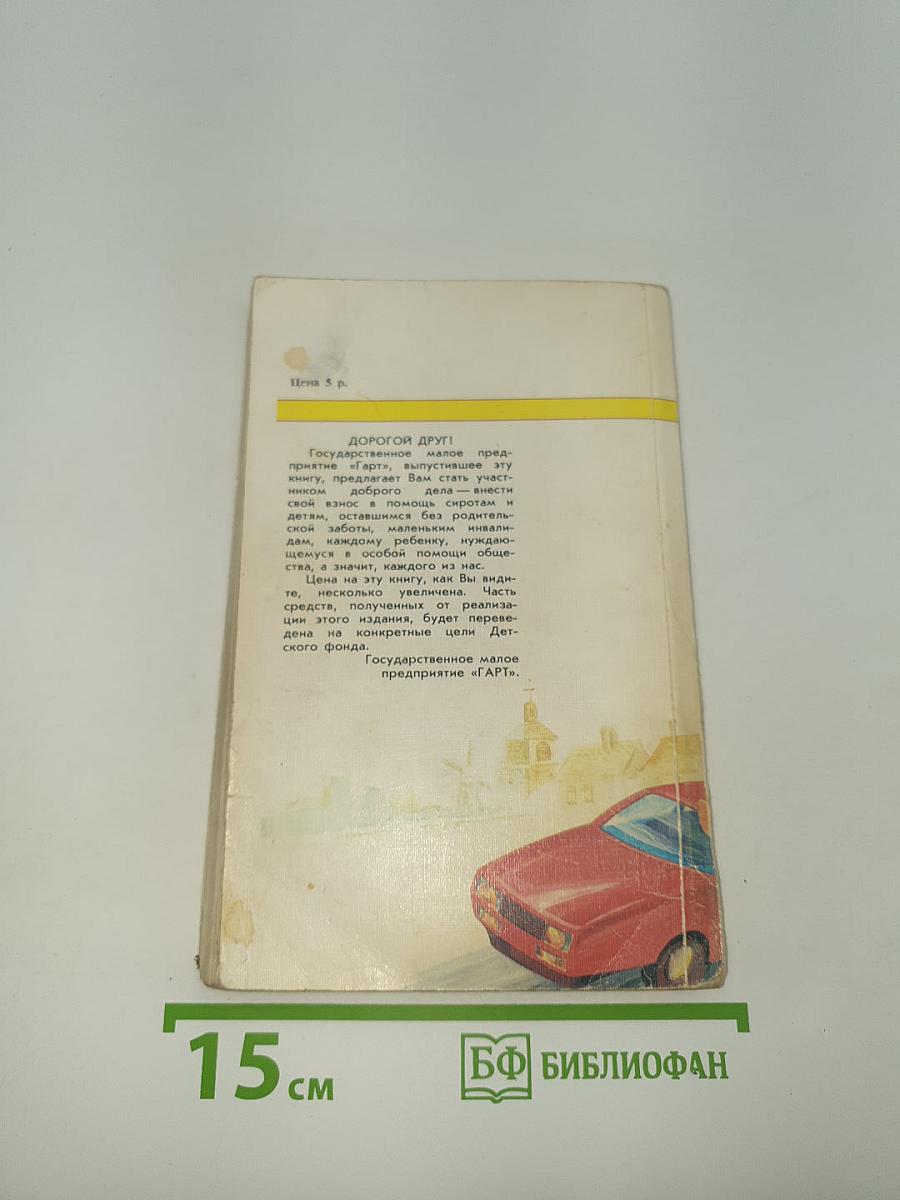 Цена 5 р.
ДОРОГОЙ ДРУГ!
Государственное малое пред-
приятие «Гарт», выпустившее эту
книгу, предлагает Вам стать участ-
ником доброго дела — внести
свой взнос в помощь сиротам и
детям, оставшимся без родитель-
ской заботы, маленьким инвали-
дам, каждому ребенку, нуждаю-
щемуся в особой помощи обще-
ства, а значит, каждого из нас.
Цена на эту книгу, как Вы види-
те, несколько увеличена. Часть
средств, полученных от реализа-
ции этого издания, будет переве-
дена на конкретные цели Дет-
ского фонда.
Государственное малое
предприятие «ГАРТ».
15 см
БФ БИБЛИОФАН